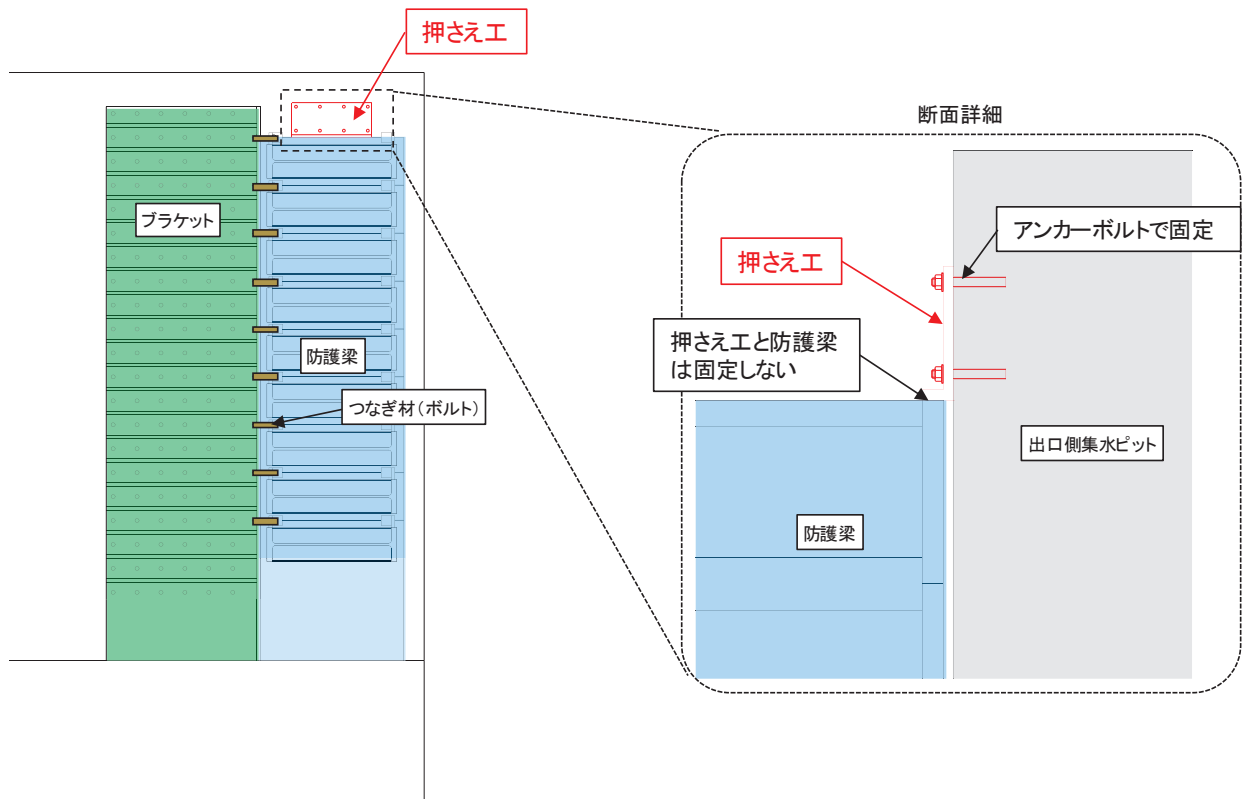 押さえ工
ブラケット
防護梁
つなぎ材(ボルト)
断面詳細
アンカーボルトで固定
押さえ工
押さえ工と防護梁
は固定しない
出口側集水ピット
防護梁